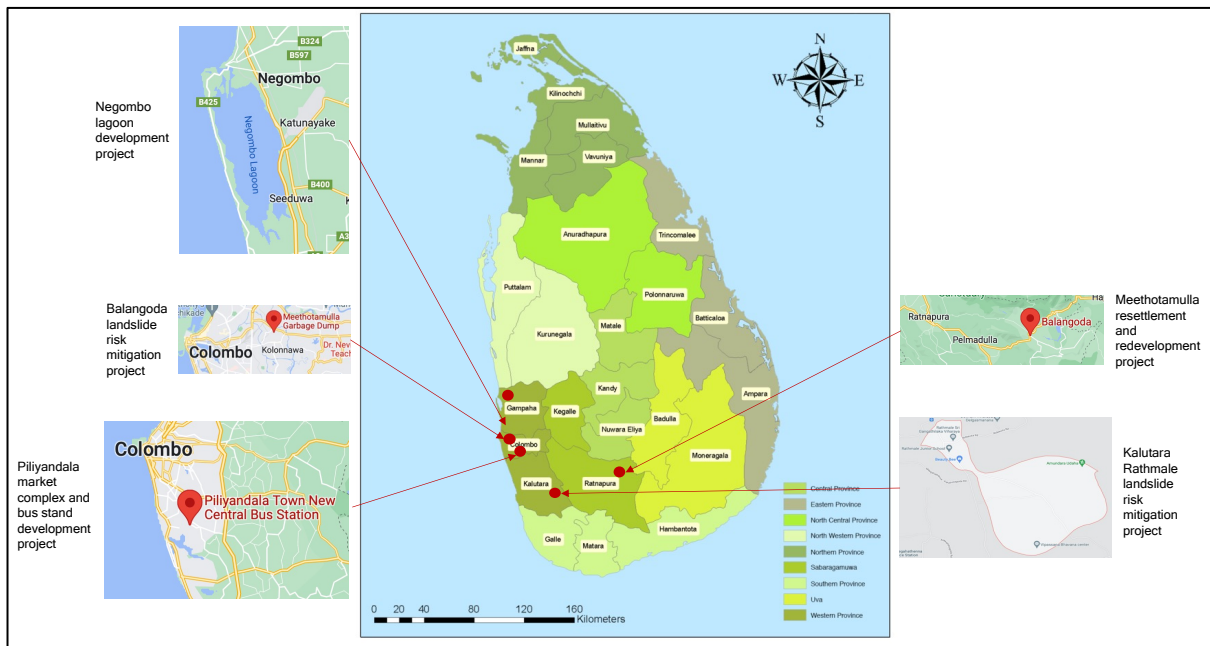 Negombo
lagoon
development
project
B324
B597
Negombo
B425
Katunayake
Negombo Lagoon
B400
Seeduwa
Balangoda
landslide
risk
mitigation
project
Meethotamulla
Garbage Dump
Colombo
Kolonnawa
Dr. Nev
Teach
Piliyandala
market
complex and
bus stand
development
project
Colombo
Piliyandala Town New
Central Bus Station
N
W
E
S
Jaffna
Kilinochchi
Mullaitivu
Mannar
Vavuniya
Anuradhapura
Trincomalee
Puttalam
Polonnaruwa
Kurunegala
Matale
Batticaloa
Kandy
Ampara
Gampaha
Kegalle
Badulla
Nuwara Eliya
Colombo
Moneragala
Kalutara
Ratnapura
Hambantota
Galle
Matara
Central Province
Eastern Province
North Central Province
North Western Province
Northern Province
Sabaragamuwa
Southern Province
Uva
Western Province
0 20 40 80 120 160
Kilometers
Ratnapura
Balangoda
Pelmadulla
Meethotamulla
resettlement
and
redevelopment
project
Kalutara
Rathmale
landslide
risk
mitigation
project